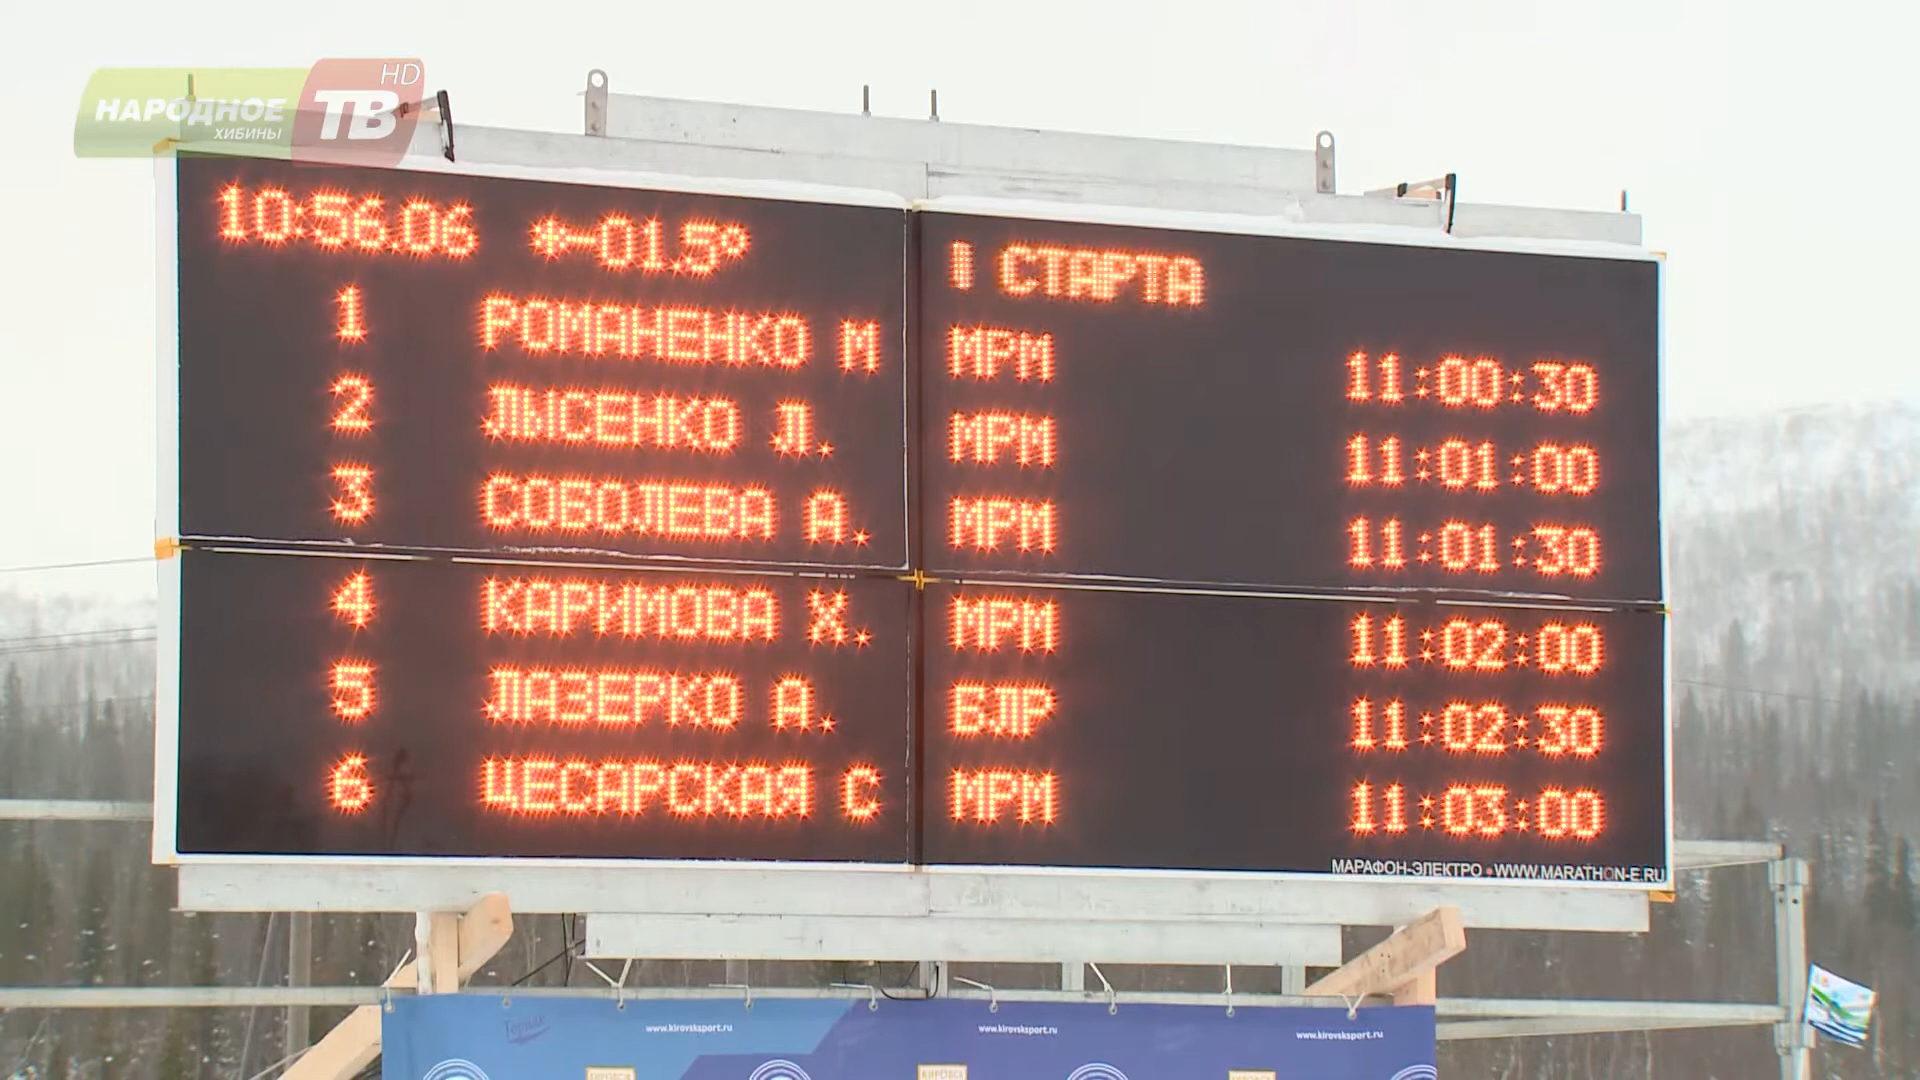 НАРОДНОЕ ТВ HD
ХИБИНЫ
10:56.06 *-01.5°
I СТАРТА
1 РОМАНЕНКО М МРМ 11:00:30
2 ЛЫСЕНКО Л. МРМ 11:01:00
3 СОБОЛЕВА А. МРМ 11:01:30
4 КАРИМОВА Х. МРМ 11:02:00
5 ЛАЗЕРКО А. БЛР 11:02:30
6 ЦЕСАРСКАЯ С МРМ 11:03:00
МАРАФОН-ЭЛЕКТРО • WWW.MARATHON-E.RU
www.kirovsksport.ru www.kirovsksport.ru www.kirovsksport.ru
КИРОВСК КИРОВСК